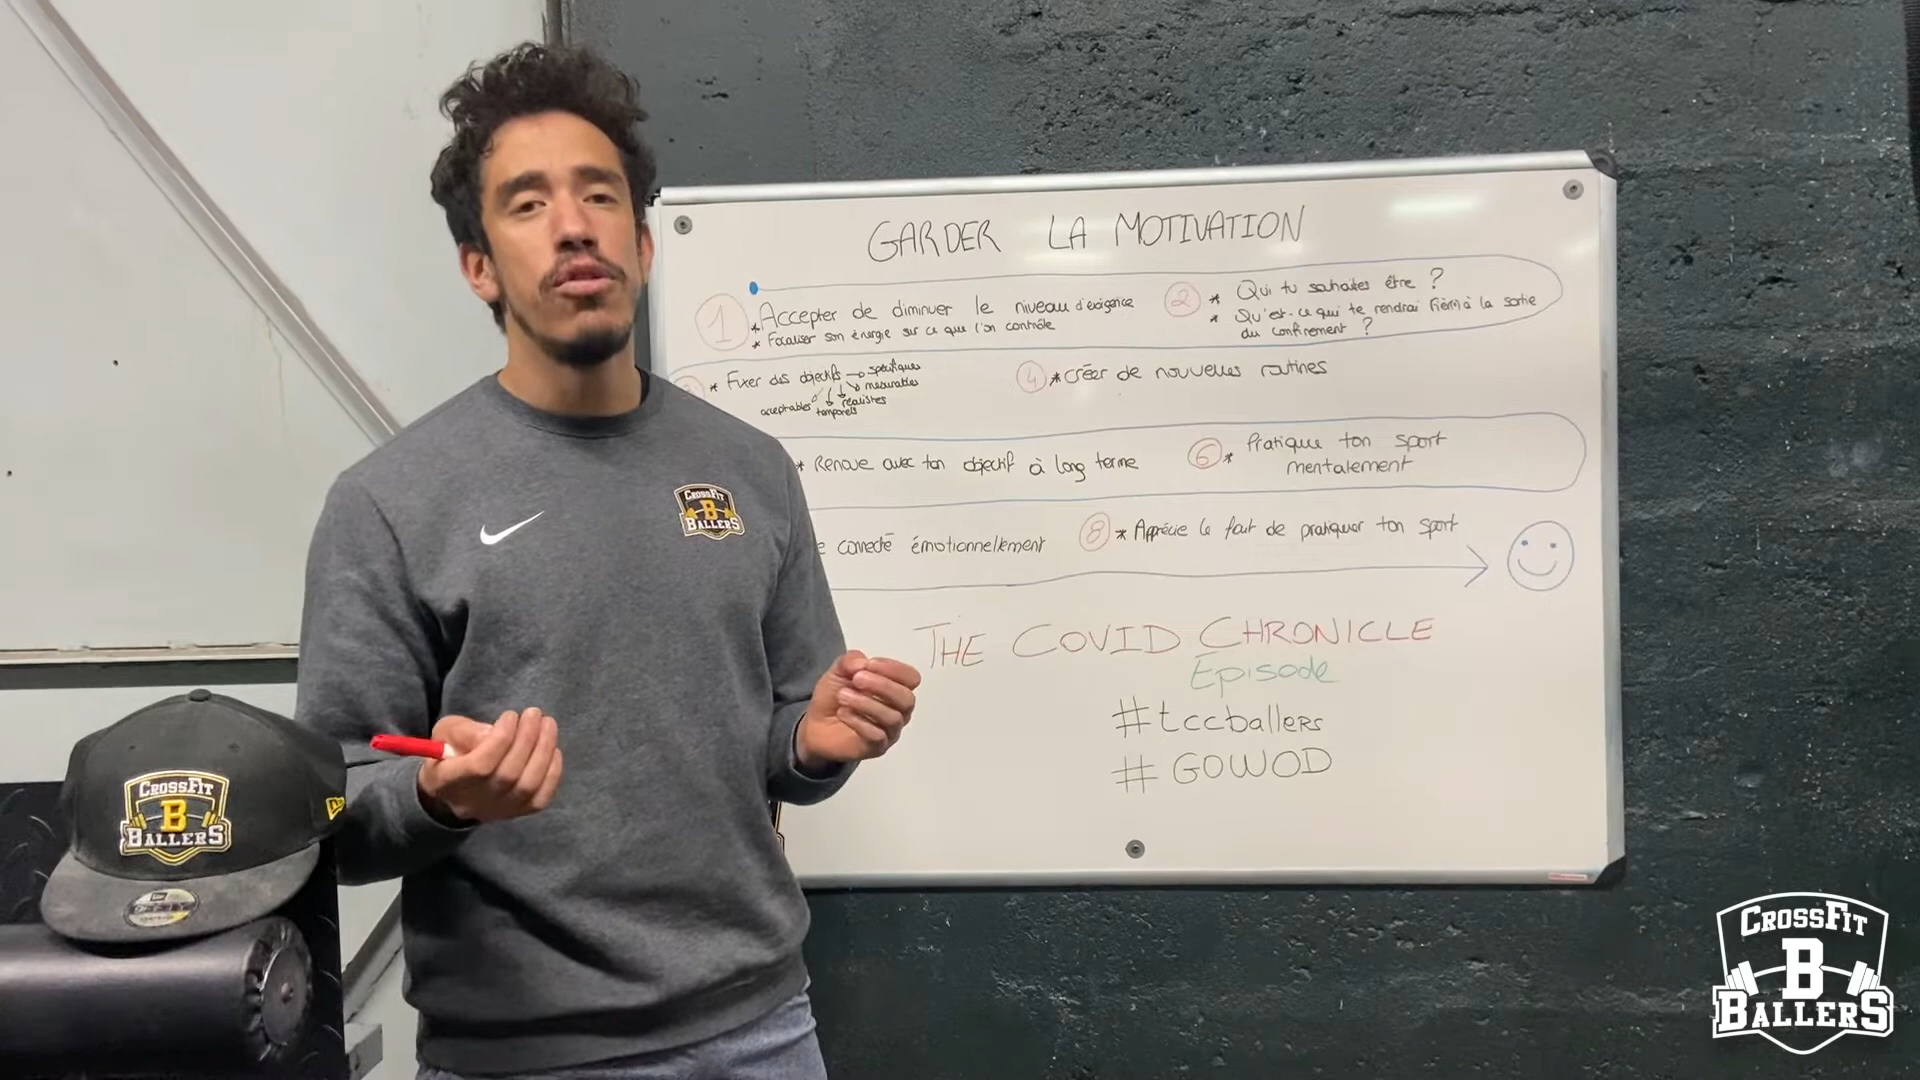 GARDER LA MOTIVATION
1 * Accepter de diminuer le niveau d'exigence
* Focaliser son énergie sur ce que l'on contrôle
2 * Qui tu souhaites être ?
* Qu'est-ce qui te rendrai fièr(e) à la sortie
du confinement ?
* Fixer des objectifs
spécifiques
mesurables
réalistes
acceptables
temporels
4 * créer de nouvelles routines
* Renoue avec ton objectif à long terme
6 * Pratique ton sport
mentalement
e connecté émotionnellement
8 * Apprécie le fait de pratiquer ton sport
THE COVID CHRONICLE
Episode
#tccballers
# GOWOD
CROSSFIT
B
BALLERS
CROSSFIT
B
BALLERS
CROSSFIT
B
BALLERS